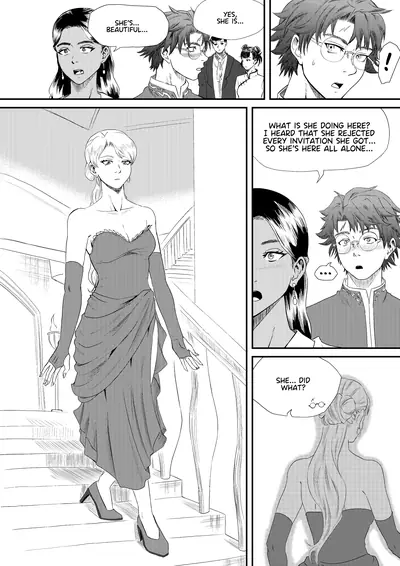 SHE'S...
BEAUTIFUL...
YES,
SHE IS...
!
WHAT IS SHE DOING HERE?
I HEARD THAT SHE REJECTED
EVERY INVITATION SHE GOT...
SO SHE'S HERE ALL ALONE...
...
SHE... DID
WHAT?